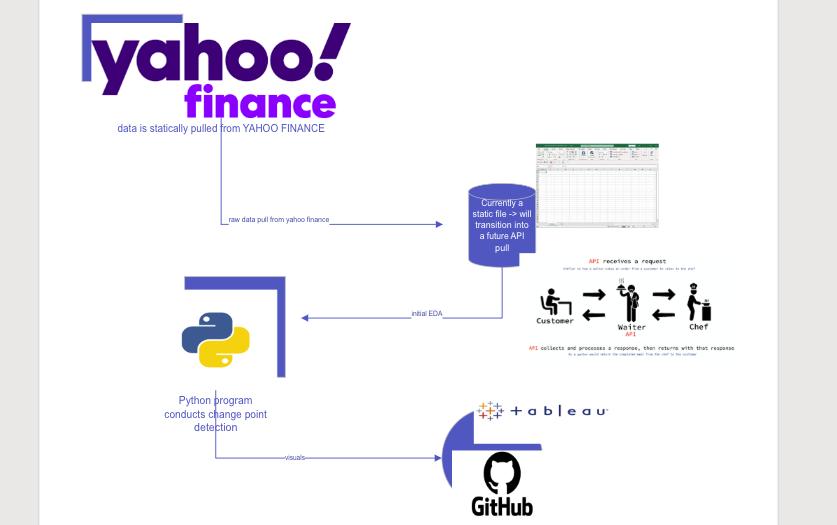 yahoo!
finance
data is statically pulled from YAHOO FINANCE
raw data pull from yahoo finance
Currently a
static file -> will
transition into
a future API
pull
API receives a request
initial EDA
Customer
Waiter
API
Chef
API collects and processes a response, then returns with that response
Python program
conducts change point
detection
+ableau
visuals
GitHub